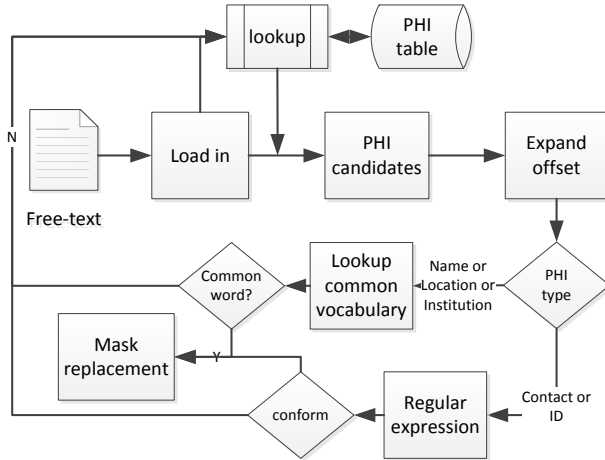 lookup
PHI
table
N
Load in
PHI
candidates
Expand
offset
Free-text
Common
word?
Lookup
common
vocabulary
Name or
Location or
Institution
PHI
type
Mask
replacement
Y
conform
Regular
expression
Contact or
ID